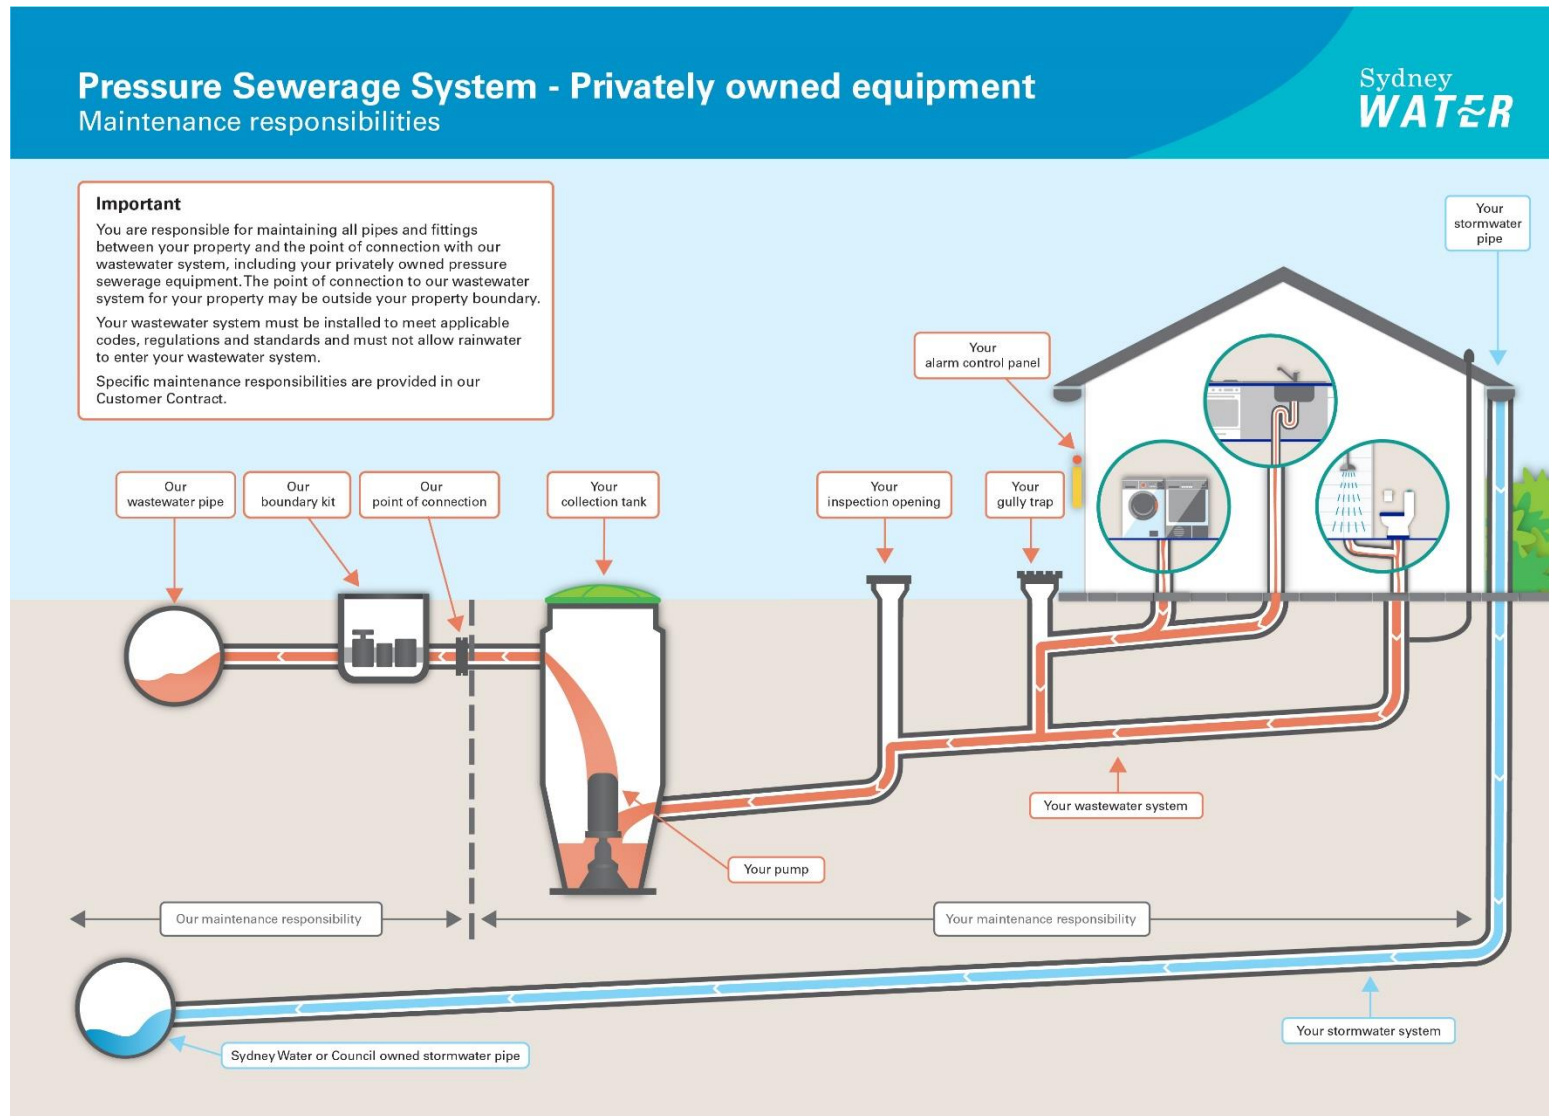 Pressure Sewerage System - Privately owned equipment
Maintenance responsibilities
Sydney
WATER
Important
You are responsible for maintaining all pipes and fittings
between your property and the point of connection with our
wastewater system, including your privately owned pressure
sewerage equipment. The point of connection to our wastewater
system for your property may be outside your property boundary.
Your wastewater system must be installed to meet applicable
codes, regulations and standards and must not allow rainwater
to enter your wastewater system.
Specific maintenance responsibilities are provided in our
Customer Contract.
Your
stormwater
pipe
Your
alarm control panel
Our
wastewater pipe
Our
boundary kit
Our
point of connection
Your
collection tank
Your
inspection opening
Your
gully trap
Your wastewater system
Your pump
Our maintenance responsibility
Your maintenance responsibility
Your stormwater system
Sydney Water or Council owned stormwater pipe